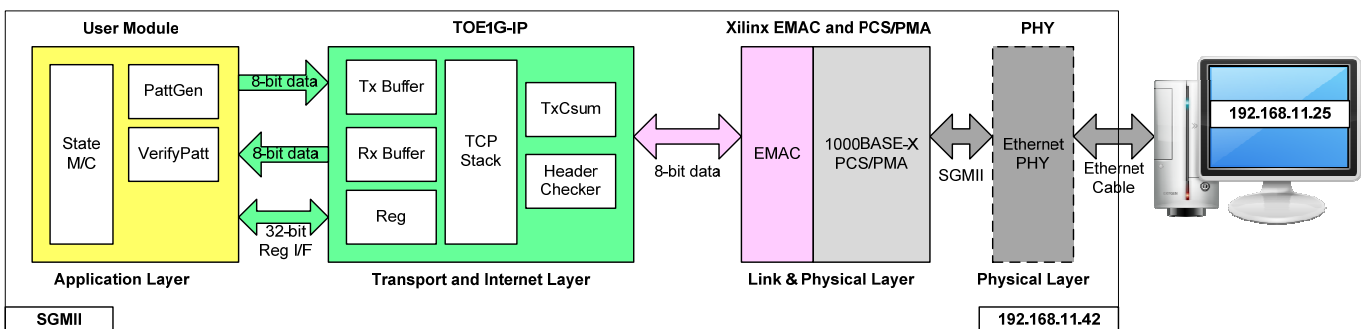 User Module
TOE1G-IP
Xilinx EMAC and PCS/PMA
PHY
State
M/C
PattGen
VerifyPatt
8-bit data
8-bit data
32-bit
Reg I/F
Tx Buffer
Rx Buffer
Reg
TCP
Stack
TxCsum
Header
Checker
8-bit data
EMAC
1000BASE-X
PCS/PMA
SGMII
Ethernet
PHY
Ethernet
Cable
192.168.11.25
Application Layer
Transport and Internet Layer
Link & Physical Layer
Physical Layer
SGMII
192.168.11.42